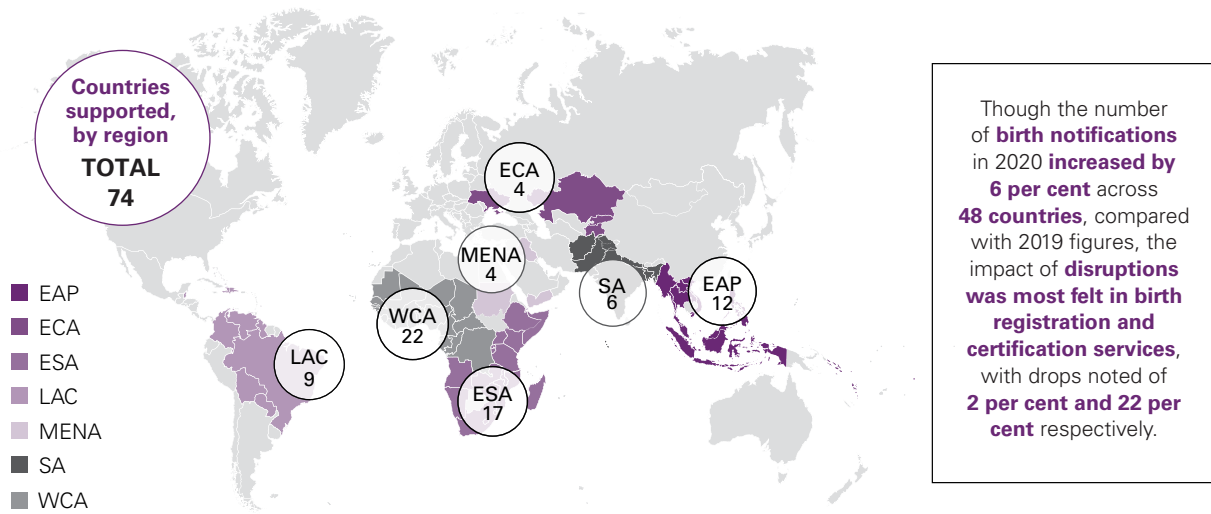 Countries
supported,
by region
TOTAL
74
ECA
4
MENA
4
WCA
22
SA
6
EAP
12
LAC
9
ESA
17
EAP
ECA
ESA
LAC
MENA
SA
WCA
Though the number
of birth notifications
in 2020 increased by
6 per cent across
48 countries, compared
with 2019 figures, the
impact of disruptions
was most felt in birth
registration and
certification services,
with drops noted of
2 per cent and 22 per
cent respectively.